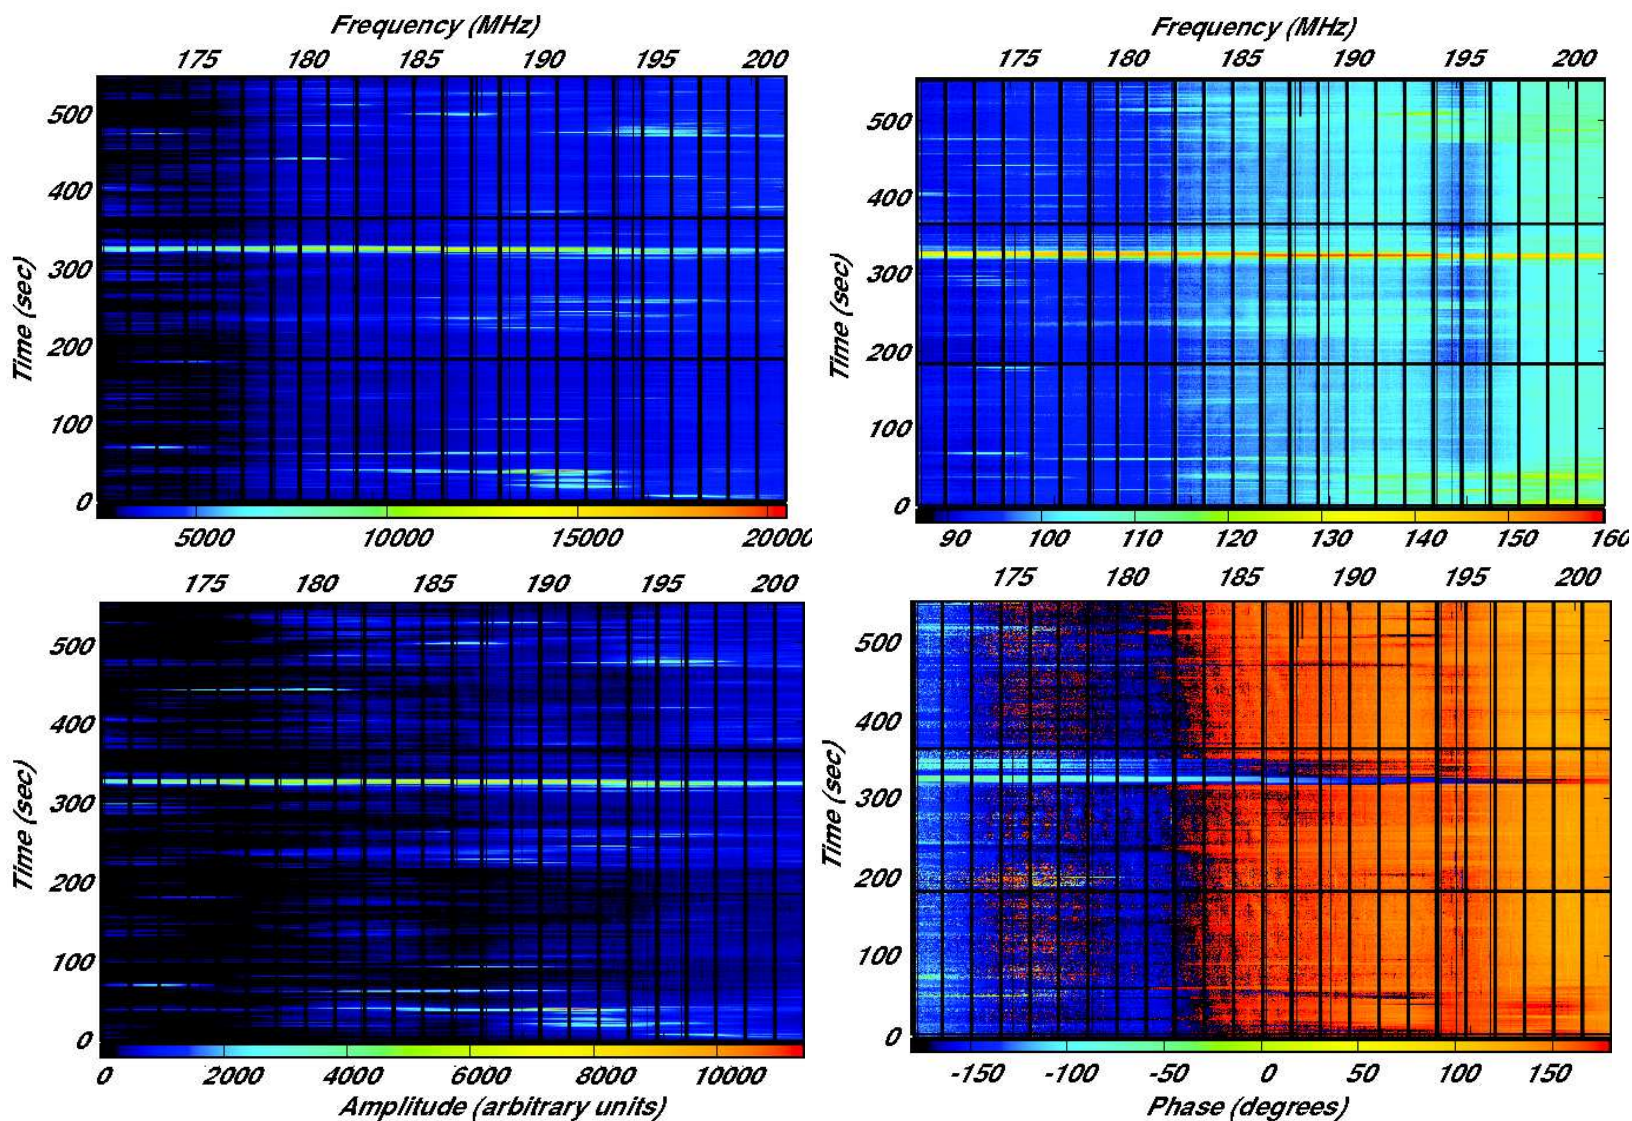 Frequency (MHz) Frequency (MHz)
175 180 185 190 195 200 175 180 185 190 195 200
500 500
400 400
300 300
200 200
100 100
0 0
Time (sec) Time (sec)
5000 10000 15000 20000 90 100 110 120 130 140 150 160
175 180 185 190 195 200 175 180 185 190 195 200
500 500
400 400
300 300
200 200
100 100
0 0
Time (sec) Time (sec)
0 2000 4000 6000 8000 10000 -150 -100 -50 0 50 100 150
Amplitude (arbitrary units) Phase (degrees)